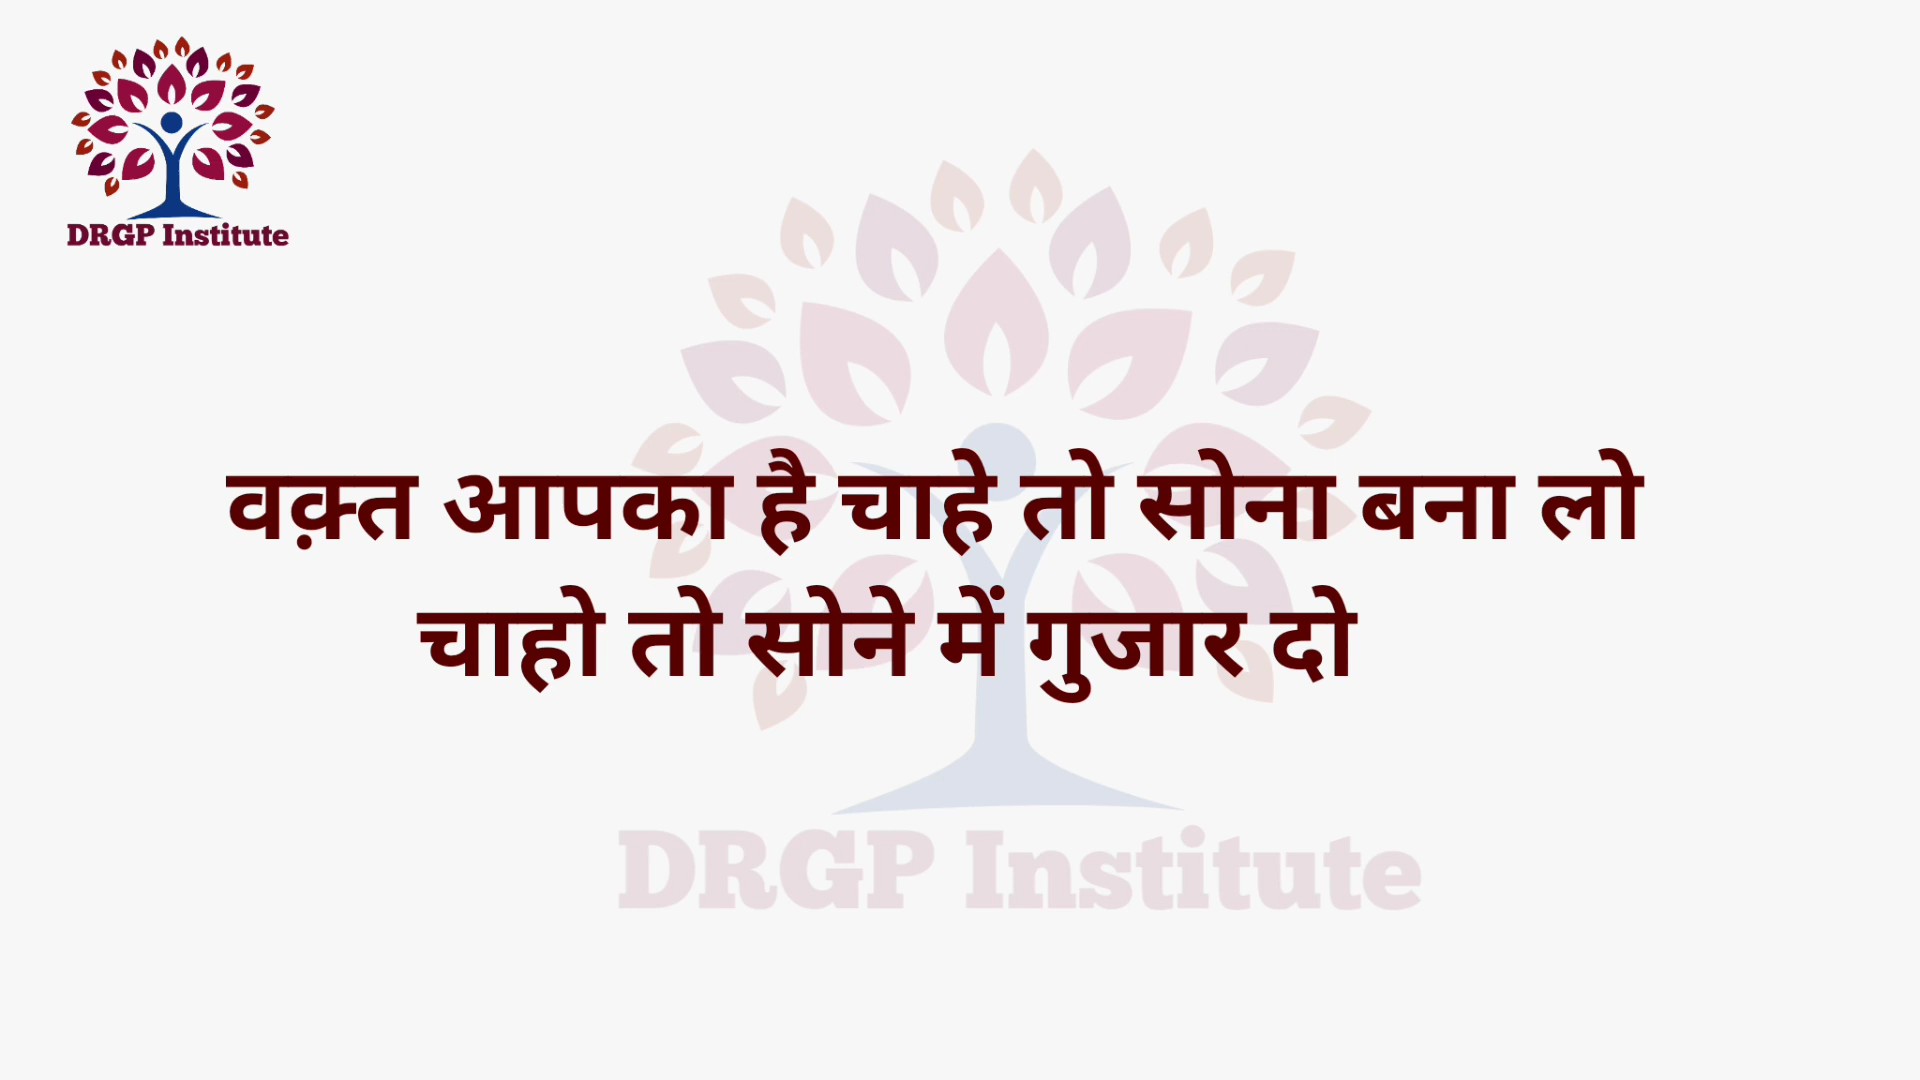 DRGP Institute
वक़्त आपका है चाहे तो सोना बना लो
चाहो तो सोने में गुजार दो
DRGP Institute